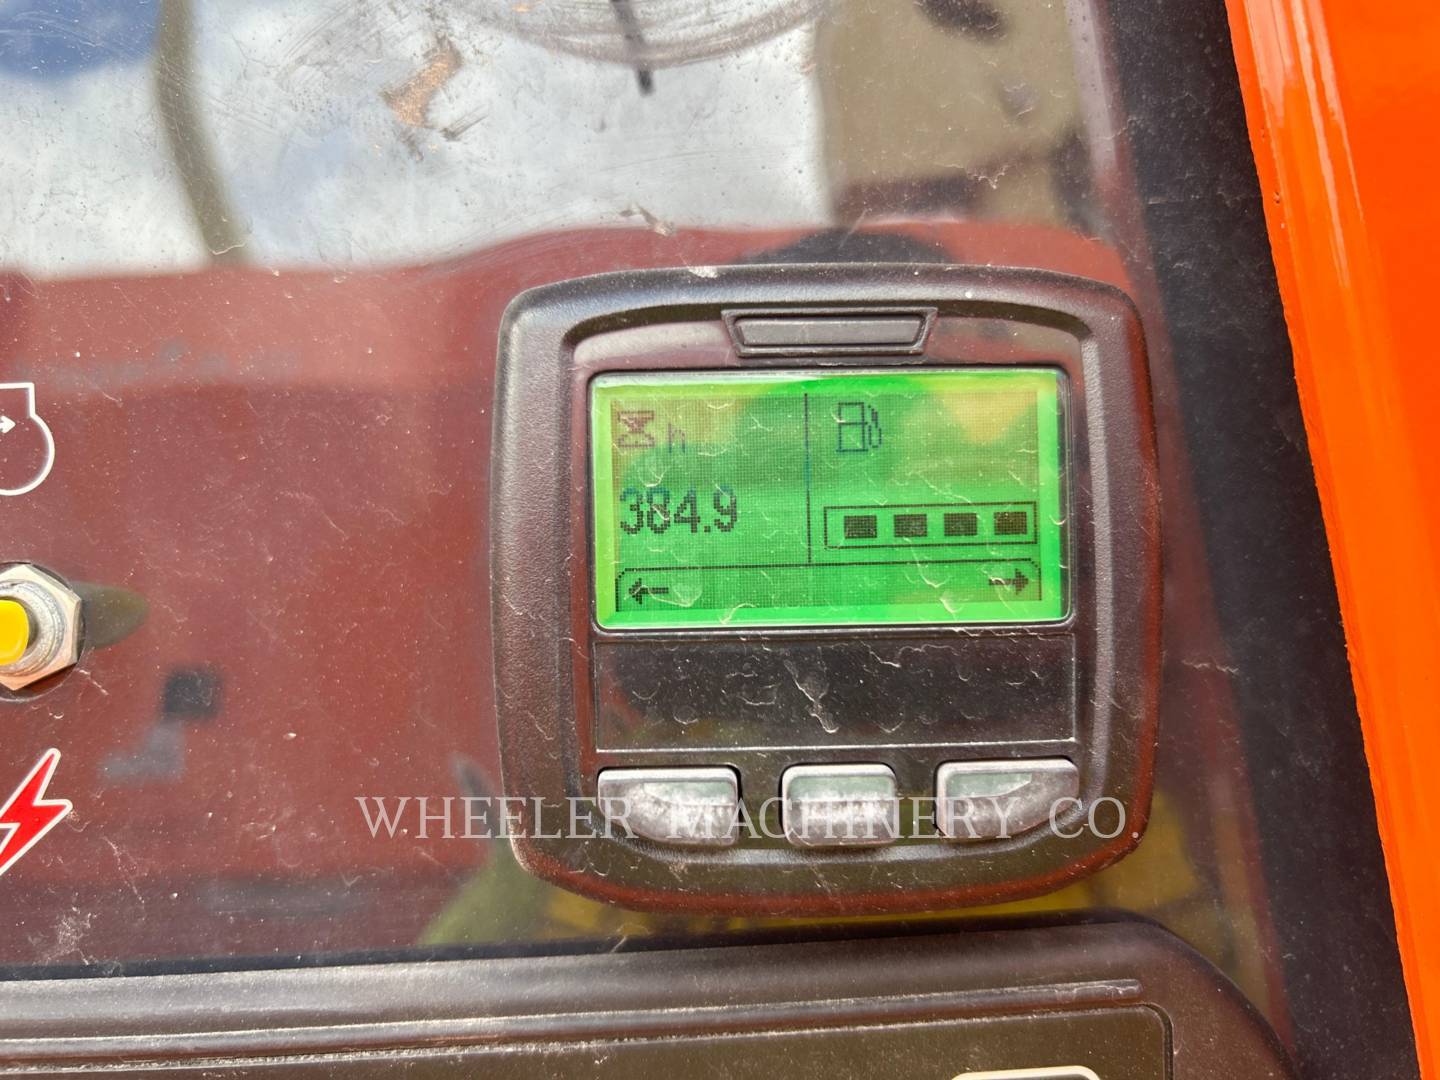 h
384.9
WHEELER MACHINERY CO.